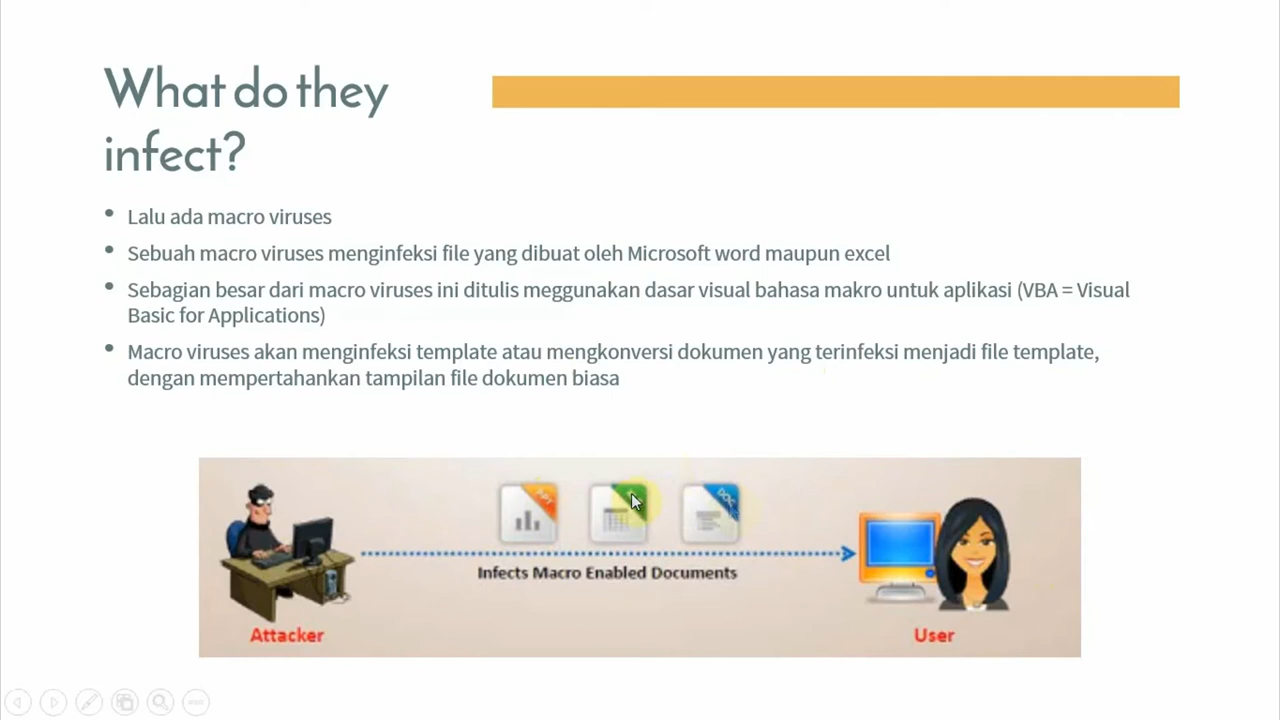 What do they
infect?
• Lalu ada macro viruses
• Sebuah macro viruses menginfeksi file yang dibuat oleh Microsoft word maupun excel
• Sebagian besar dari macro viruses ini ditulis meggunakan dasar visual bahasa makro untuk aplikasi (VBA = Visual
Basic for Applications)
• Macro viruses akan menginfeksi template atau mengkonversi dokumen yang terinfeksi menjadi file template,
dengan mempertahankan tampilan file dokumen biasa
PPT
DOC
Infects Macro Enabled Documents
Attacker
User